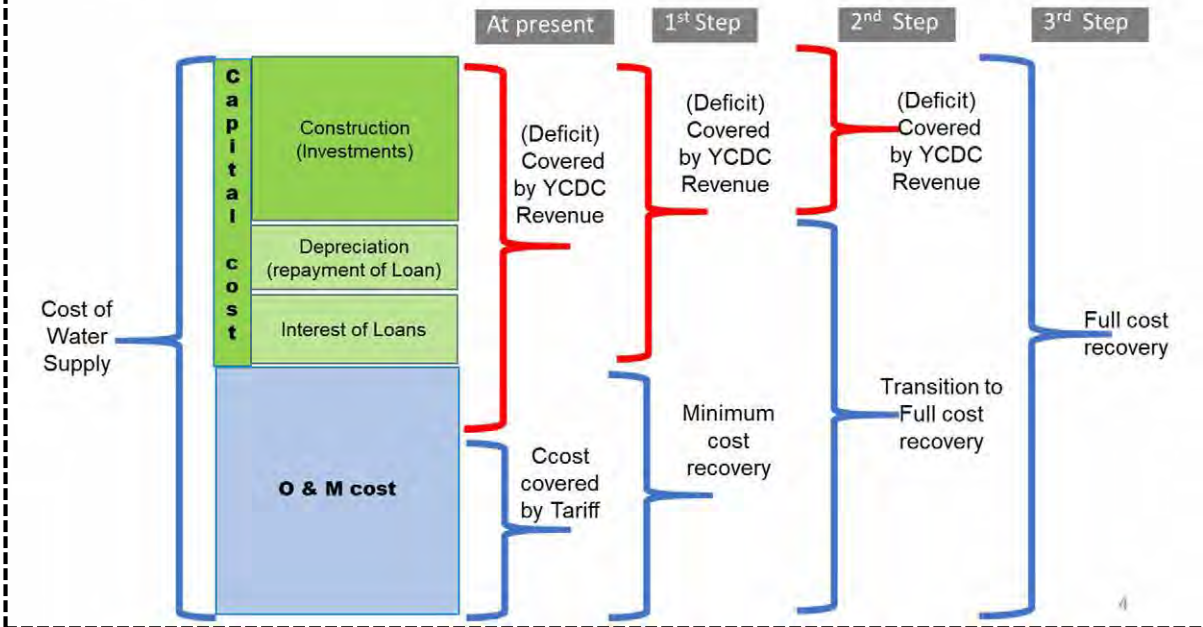 At present
1st Step
2nd Step
3rd Step
Cost of
Water
Supply
Capital cost
Construction
(Investments)
Depreciation
(repayment of Loan)
Interest of Loans
O & M cost
(Deficit)
Covered
by YCDC
Revenue
Ccost
covered
by Tariff
(Deficit)
Covered
by YCDC
Revenue
Minimum
cost
recovery
(Deficit)
Covered
by YCDC
Revenue
Transition to
Full cost
recovery
Full cost
recovery
4